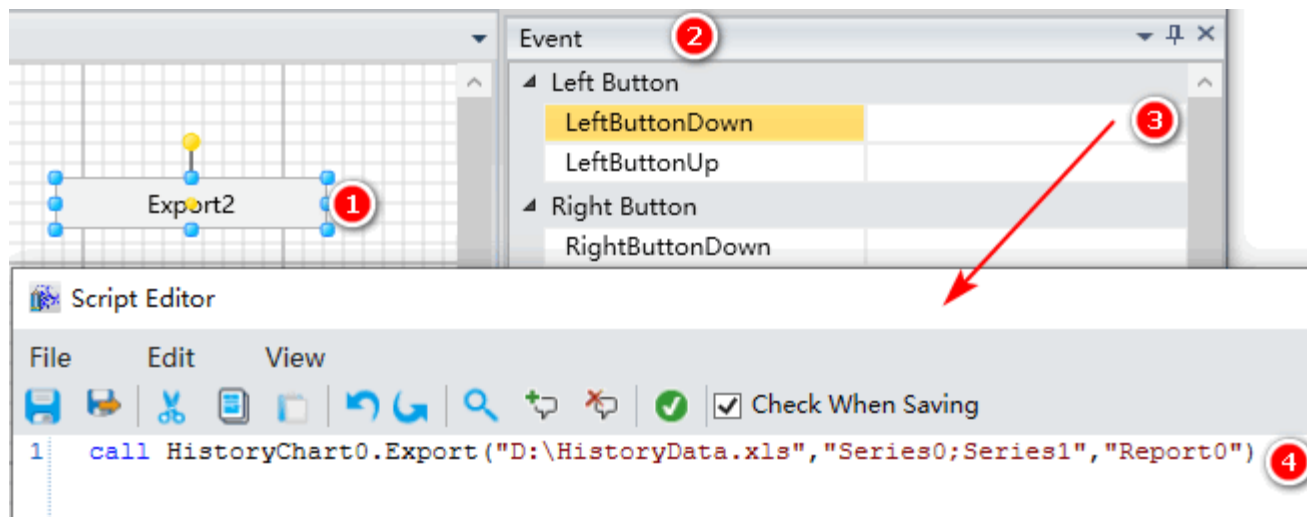 Event 2
Left Button
LeftButtonDown 3
LeftButtonUp
Export2 1
Right Button
RightButtonDown
Script Editor
File Edit View
Check When Saving
1 call HistoryChart0.Export("D:\HistoryData.xls","Series0;Series1","Report0") 4